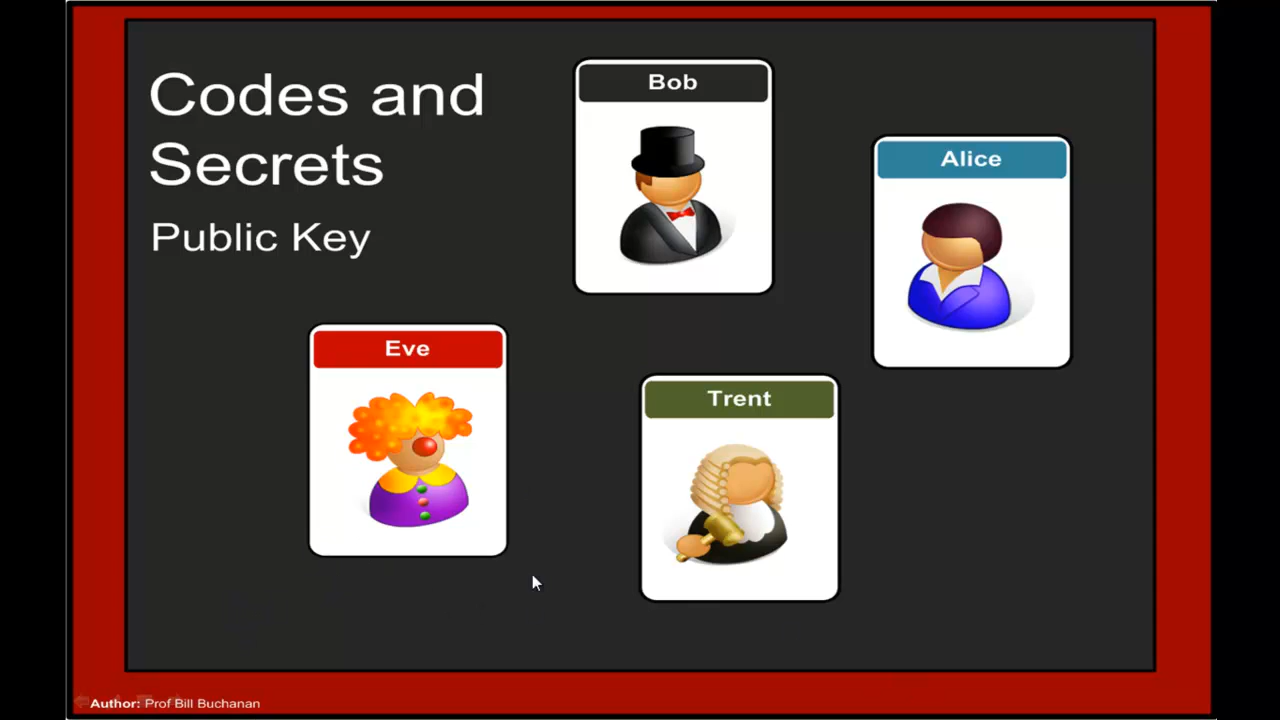 Codes and
Secrets
Public Key
Bob
Alice
Eve
Trent
Author: Prof Bill Buchanan